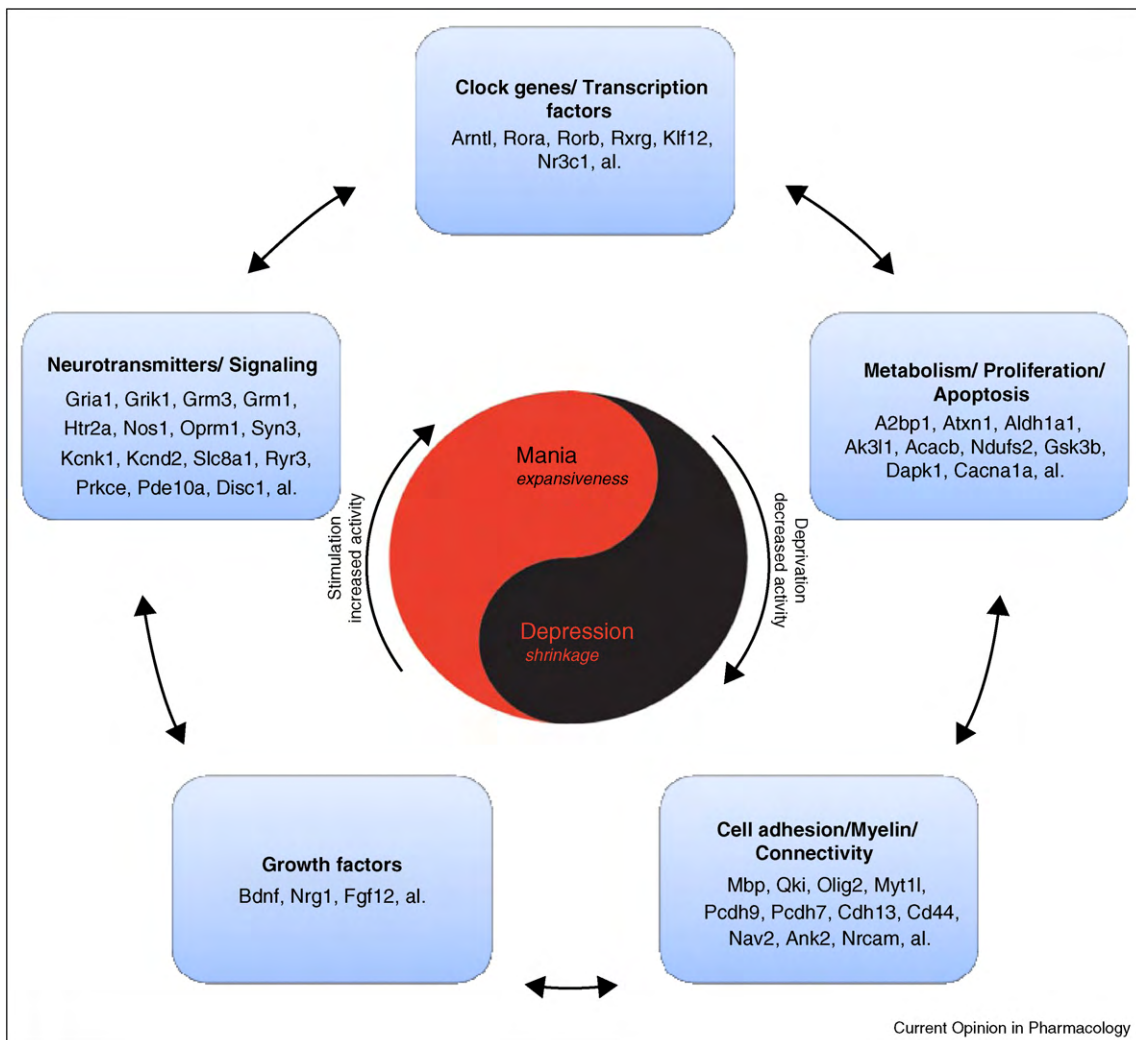 Clock genes/ Transcription
factors
Arntl, Rora, Rorb, Rxrg, Klf12,
Nr3c1, al.
Neurotransmitters/ Signaling
Gria1, Grik1, Grm3, Grm1,
Htr2a, Nos1, Oprm1, Syn3,
Kcnk1, Kcnd2, Slc8a1, Ryr3,
Prkce, Pde10a, Disc1, al.
Metabolism/ Proliferation/
Apoptosis
A2bp1, Atxn1, Aldh1a1,
Ak3l1, Acacb, Ndufs2, Gsk3b,
Dapk1, Cacna1a, al.
Stimulation
increased activity
Mania
expansiveness
Deprivation
decreased activity
Depression
shrinkage
Growth factors
Bdnf, Nrg1, Fgf12, al.
Cell adhesion/Myelin/
Connectivity
Mbp, Qki, Olig2, Myt1l,
Pcdh9, Pcdh7, Cdh13, Cd44,
Nav2, Ank2, Nrcam, al.
Current Opinion in Pharmacology